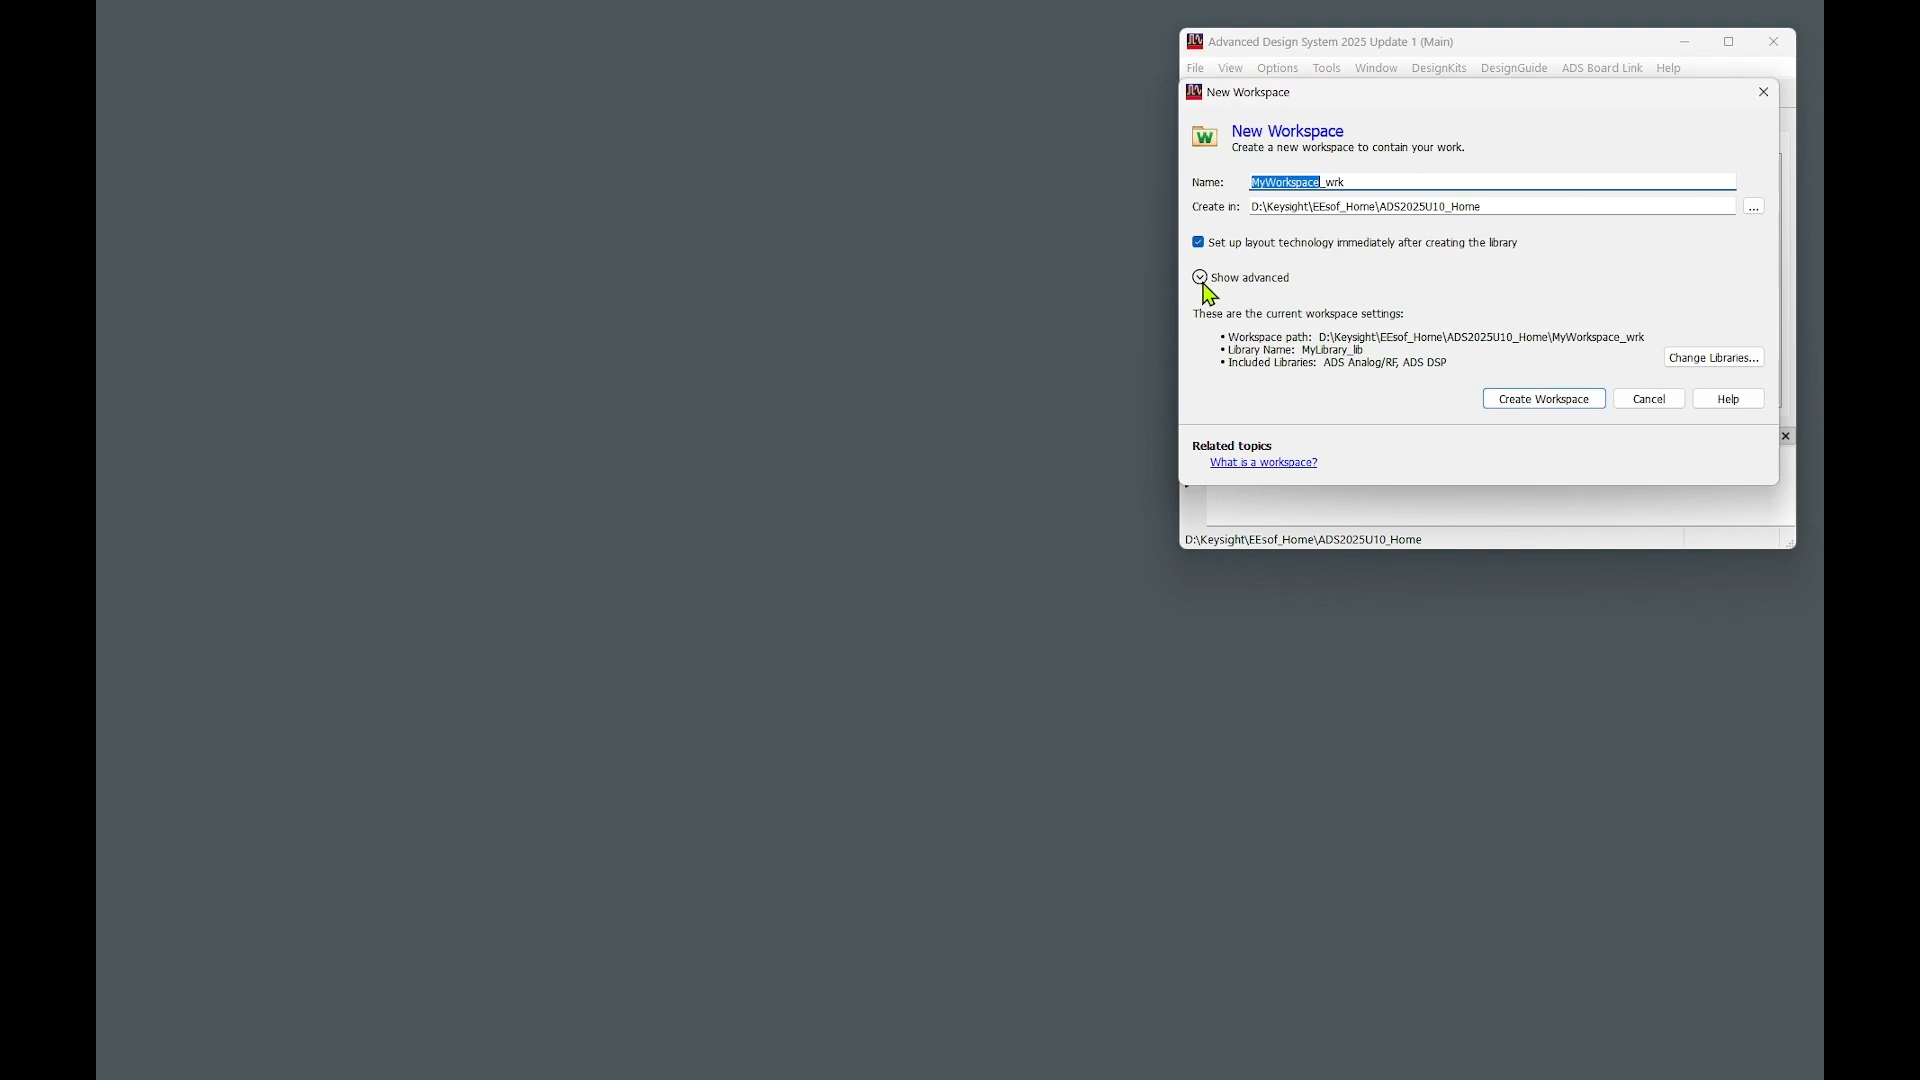 Advanced Design System 2025 Update 1 (Main)
File View Options Tools Window DesignKits DesignGuide ADS Board Link Help
New Workspace
New Workspace
Create a new workspace to contain your work.
Name: MyWorkspace_wrk
Create in: D:\Keysight\EEsof_Home\ADS2025U10_Home ...
Set up layout technology immediately after creating the library
Show advanced
These are the current workspace settings:
• Workspace path: D:\Keysight\EEsof_Home\ADS2025U10_Home\MyWorkspace_wrk
• Library Name: MyLibrary_lib
• Included Libraries: ADS Analog/RF, ADS DSP
Change Libraries...
Create Workspace Cancel Help
Related topics
What is a workspace?
D:\Keysight\EEsof_Home\ADS2025U10_Home